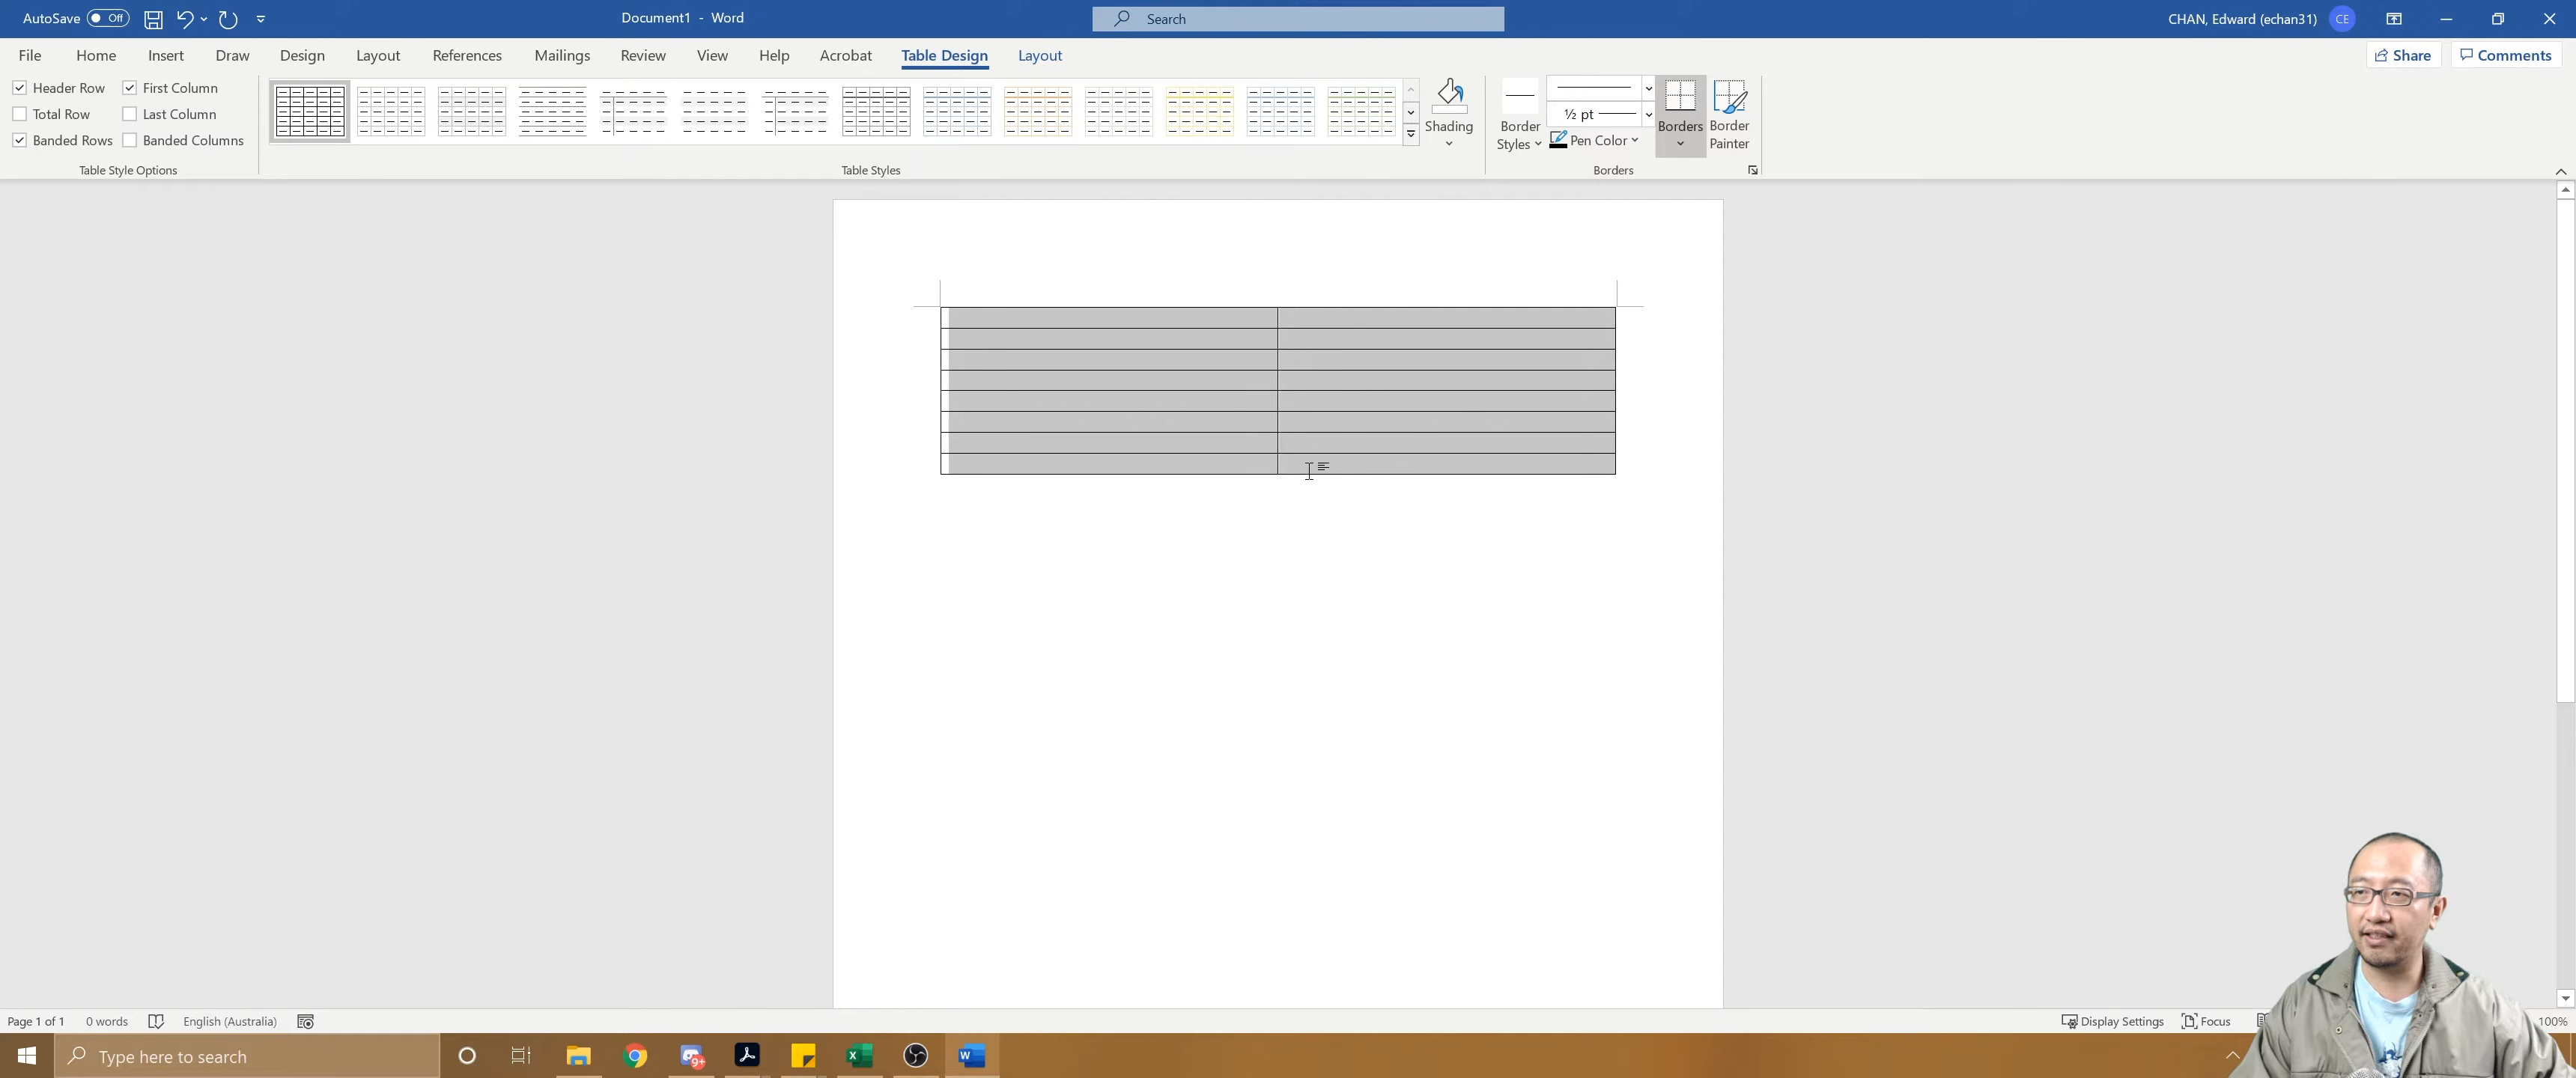 AutoSave Off
Document1 - Word
Search
CHAN, Edward (echan31) CE
File Home Insert Draw Design Layout References Mailings Review View Help Acrobat Table Design Layout
Share Comments
Header Row First Column
Total Row Last Column
Banded Rows Banded Columns
Table Style Options
Table Styles
Shading
Border Styles
½ pt
Pen Color
Borders
Border Painter
Borders
Page 1 of 1 0 words English (Australia)
Display Settings Focus 100%
Type here to search
9+